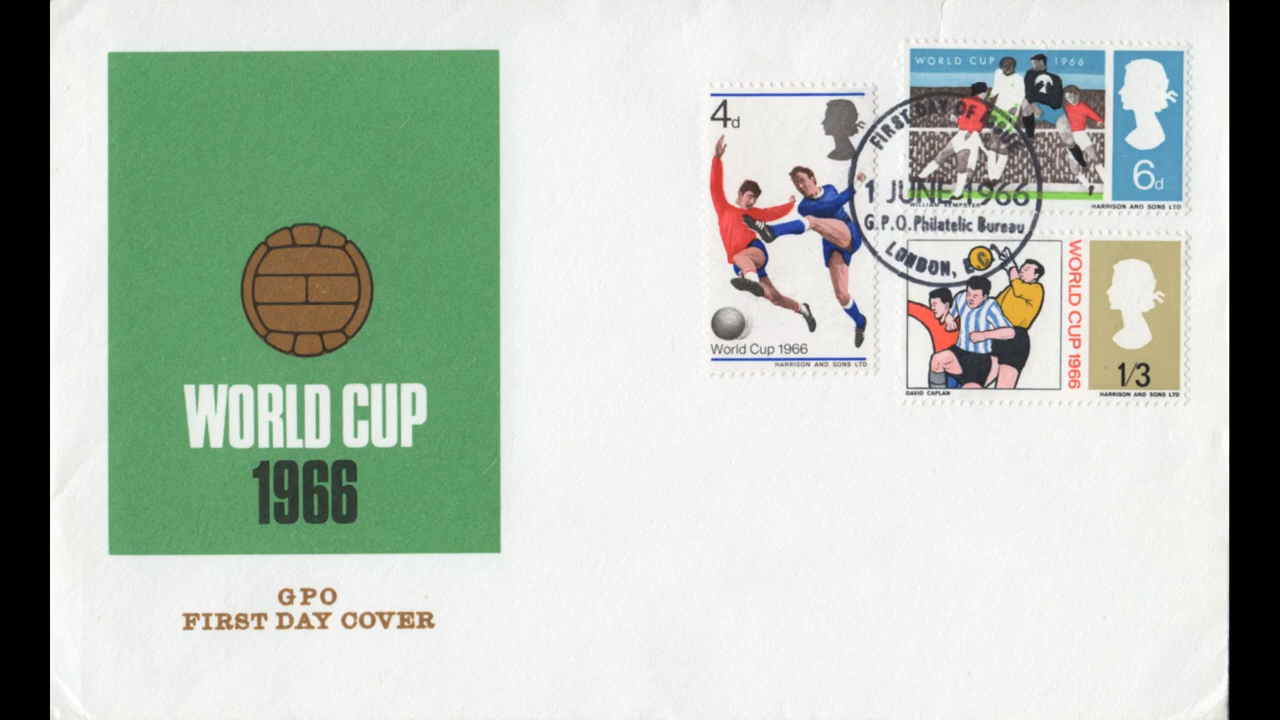 WORLD CUP
1966
GPO
FIRST DAY COVER
4d
World Cup 1966
HARRISON AND SONS LTD
WORLD CUP 1966
6d
WILLIAM KEMPSTER
HARRISON AND SONS LTD
FIRST DAY OF ISSUE
1 JUNE 1966
G.P.O. Philatelic Bureau
LONDON, E.C.1
WORLD CUP 1966
1/3
DAVID CAPLAN
HARRISON AND SONS LTD